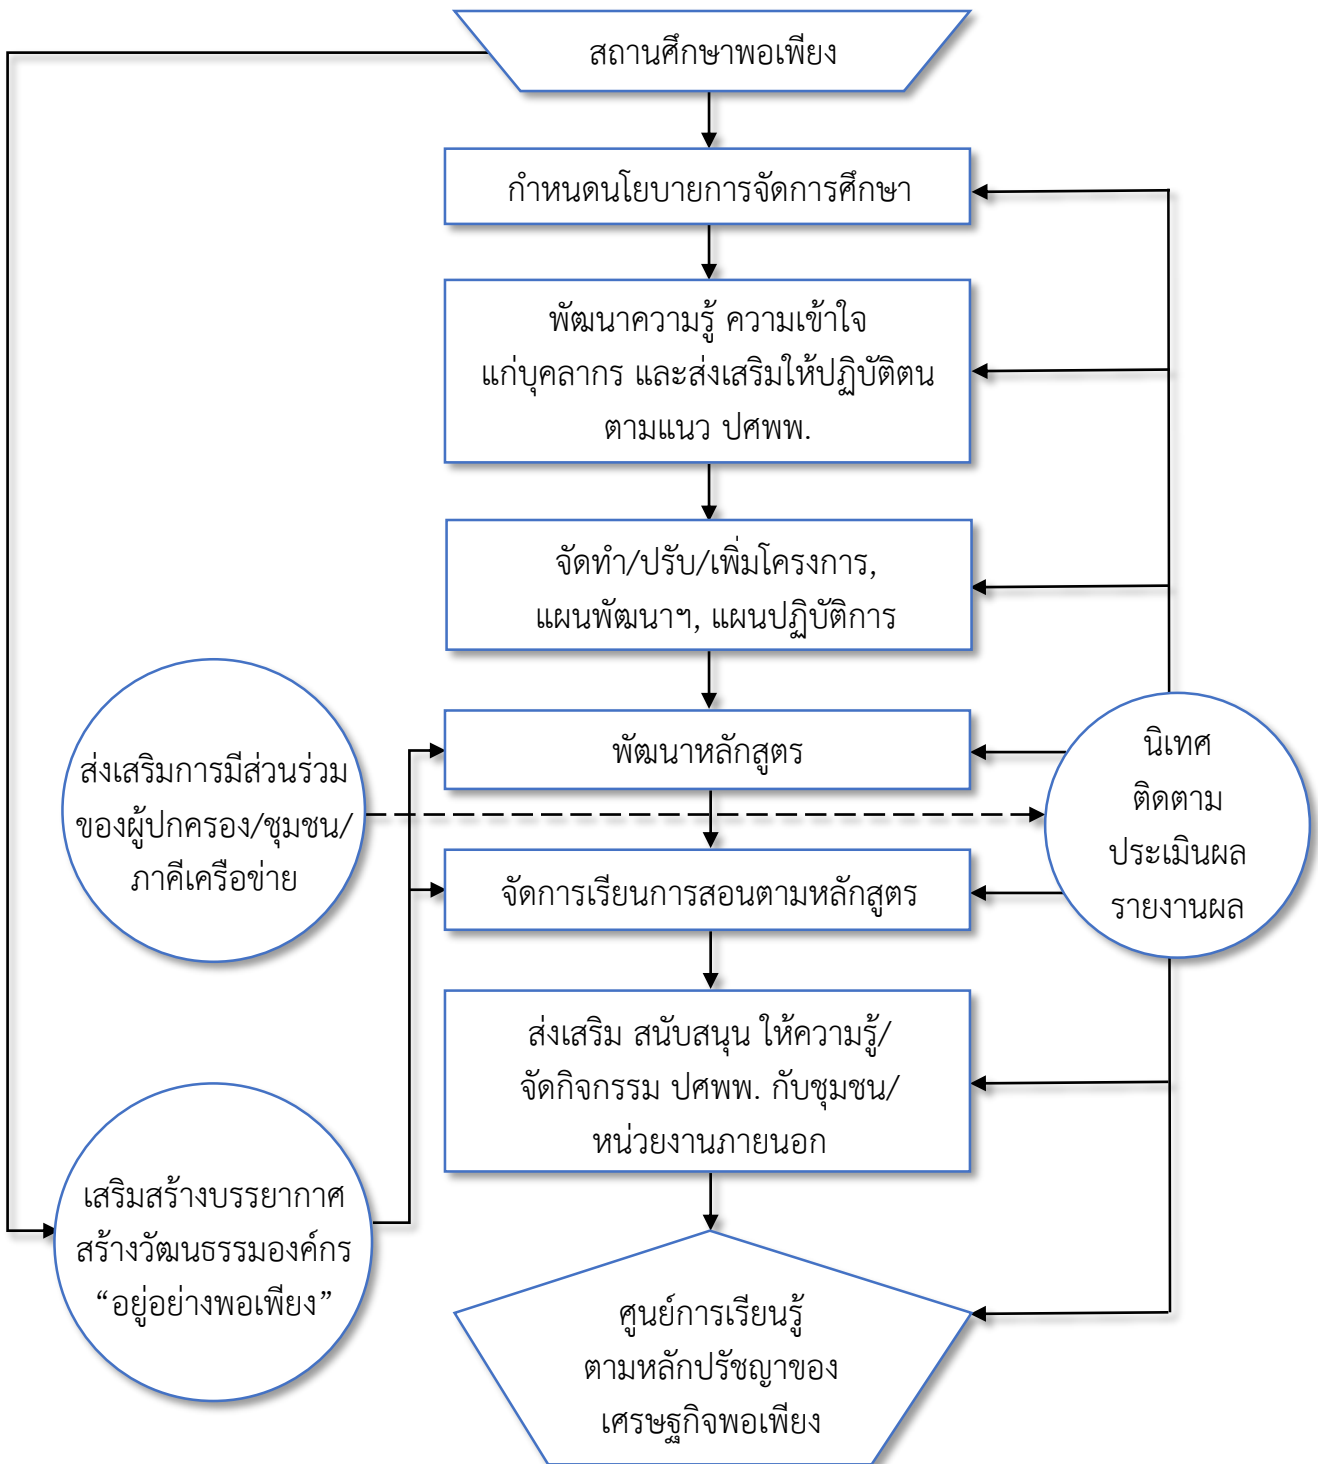 สถานศึกษาพอเพียง
กำหนดนโยบายการจัดการศึกษา
พัฒนาความรู้ ความเข้าใจ
แก่บุคลากร และส่งเสริมให้ปฏิบัติตน
ตามแนว ปศพพ.
จัดทำ/ปรับ/เพิ่มโครงการ,
แผนพัฒนาฯ, แผนปฏิบัติการ
ส่งเสริมการมีส่วนร่วม
ของผู้ปกครอง/ชุมชน/
ภาคีเครือข่าย
พัฒนาหลักสูตร
นิเทศ
ติดตาม
ประเมินผล
รายงานผล
จัดการเรียนการสอนตามหลักสูตร
ส่งเสริม สนับสนุน ให้ความรู้/
จัดกิจกรรม ปศพพ. กับชุมชน/
หน่วยงานภายนอก
เสริมสร้างบรรยากาศ
สร้างวัฒนธรรมองค์กร
“อยู่อย่างพอเพียง”
ศูนย์การเรียนรู้
ตามหลักปรัชญาของ
เศรษฐกิจพอเพียง